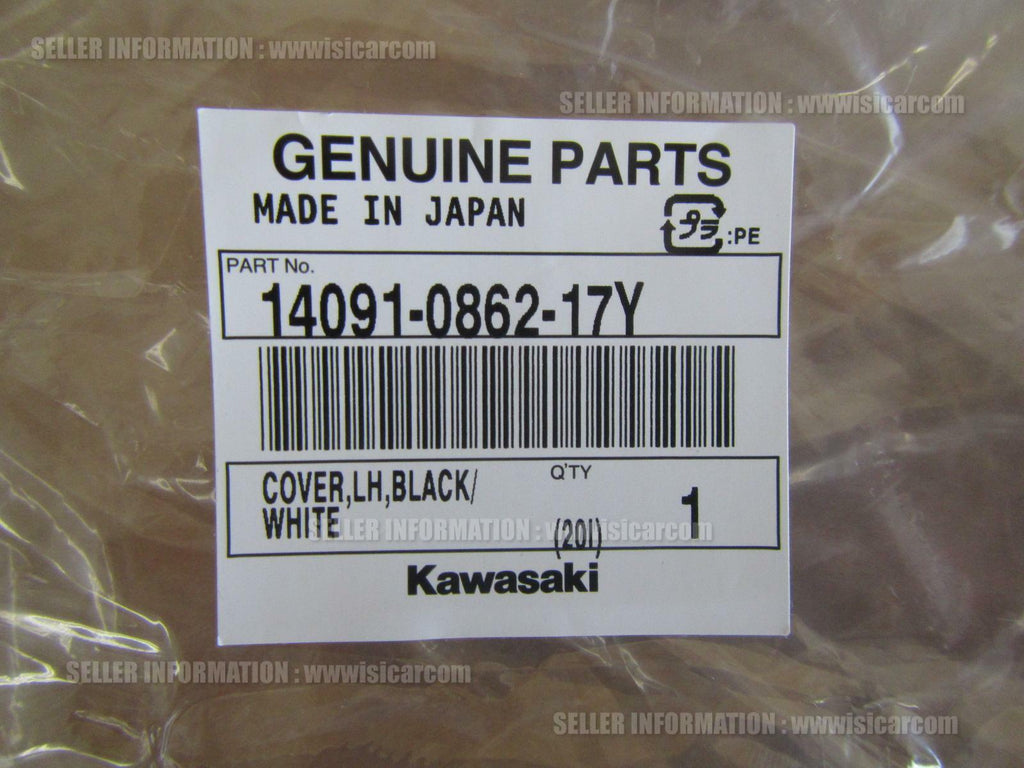 SELLER INFORMATION : wwwisicarcom
SELLER INFORMATION : wwwisicarcom
GENUINE PARTS
MADE IN JAPAN
プラ :PE
PART No.
14091-0862-17Y
COVER,LH,BLACK/ Q'TY
WHITE (20I) 1
SELLER INFORMATION : wwwisicarcom
Kawasaki
SELLER INFORMATION : wwwisicarcom
SELLER INFORMATION : wwwisicarcom